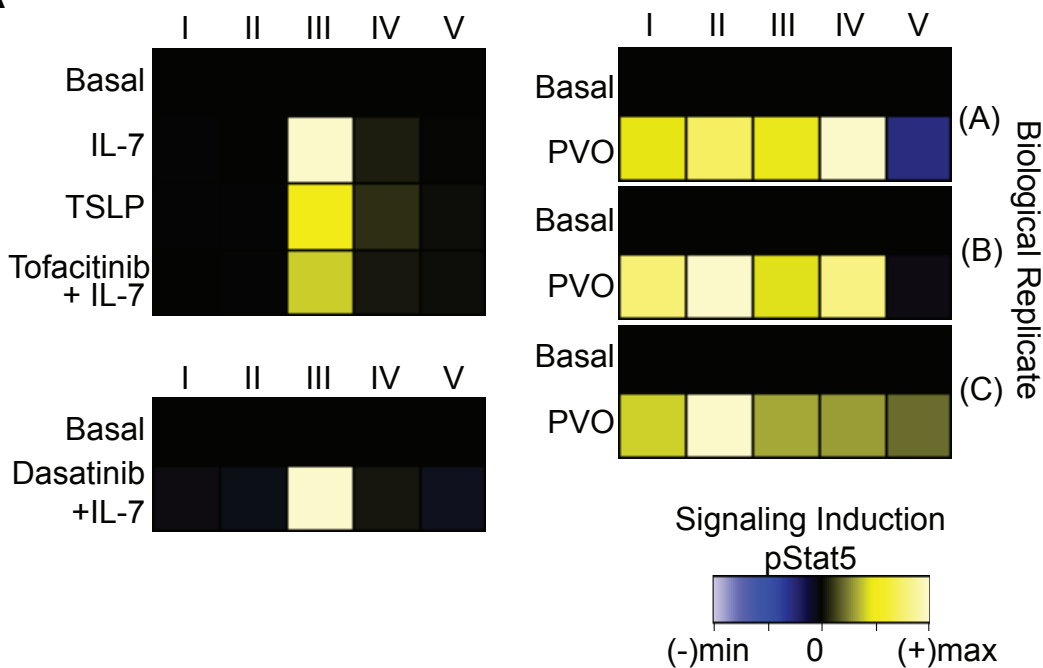 I II III IV V
Basal
IL-7
TSLP
Tofacitinib
+ IL-7
I II III IV V
Basal
Dasatinib
+IL-7
I II III IV V
Basal
PVO
(A)
Basal
PVO
(B)
Basal
PVO
(C)
Biological Replicate
Signaling Induction
pStat5
(-)min 0 (+)max